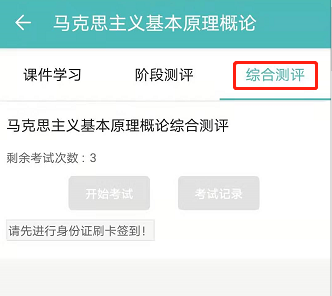 马克思主义基本原理概论
课件学习
阶段测评
综合测评
马克思主义基本原理概论综合测评
剩余考试次数：3
开始考试
考试记录
请先进行身份证刷卡签到！